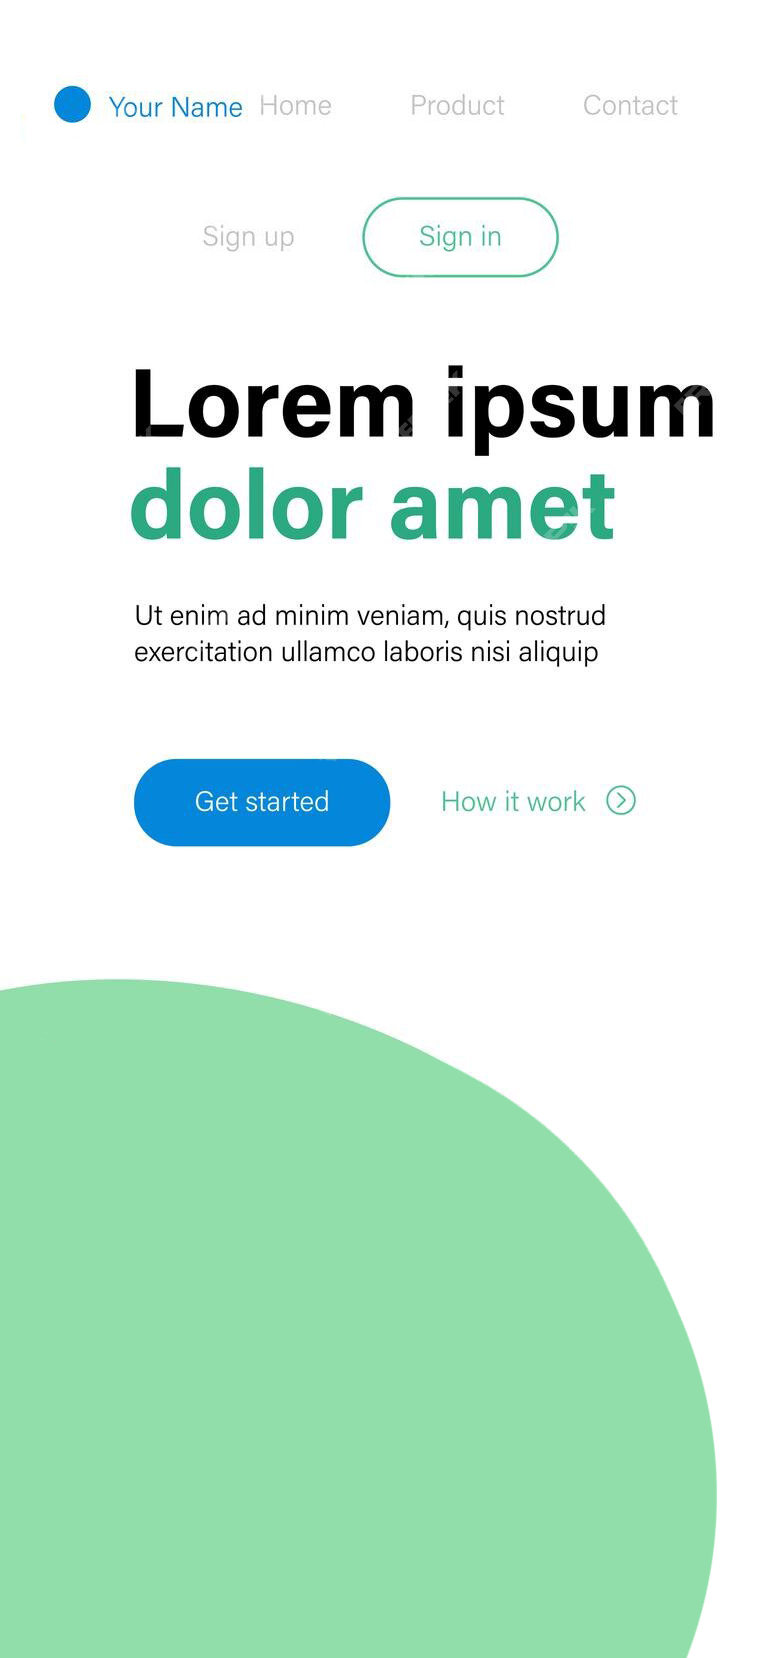 Your Name Home Product Contact
Sign up Sign in
Lorem ipsum
dolor amet
Ut enim ad minim veniam, quis nostrud
exercitation ullamco laboris nisi aliquip
Get started How it work